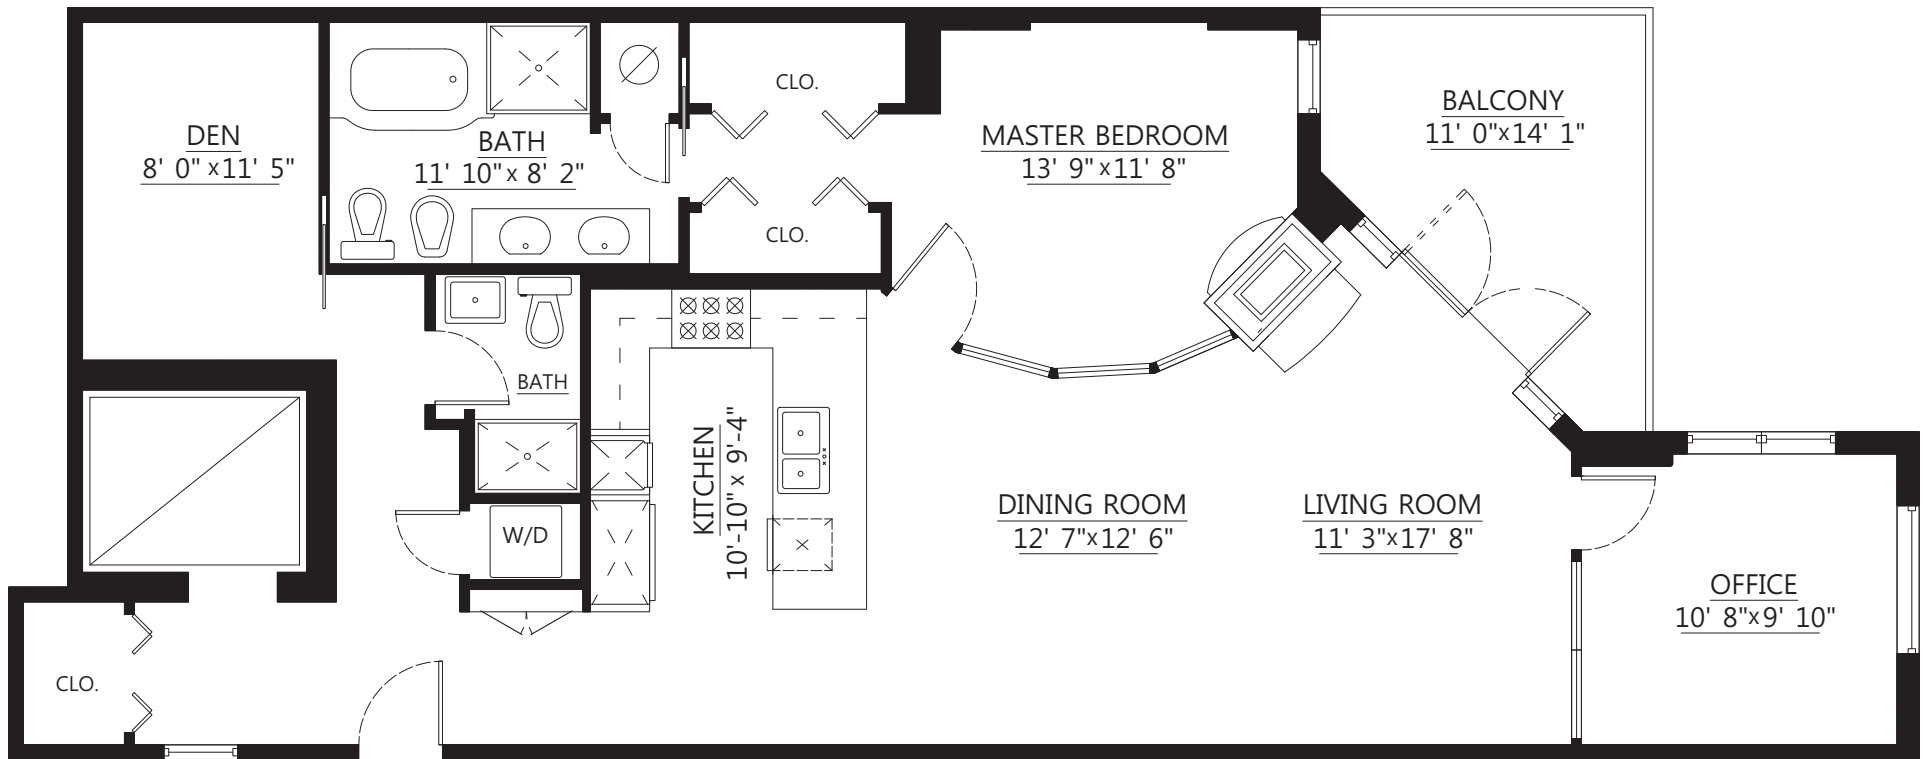 CLO.
BALCONY
11' 0"x14' 1"
DEN
8' 0"x11' 5"
BATH
11' 10"x 8' 2"
MASTER BEDROOM
13' 9"x11' 8"
CLO.
BATH
KITCHEN
10'-10" x 9'-4"
DINING ROOM
12' 7"x12' 6"
LIVING ROOM
11' 3"x17' 8"
W/D
OFFICE
10' 8"x9' 10"
CLO.